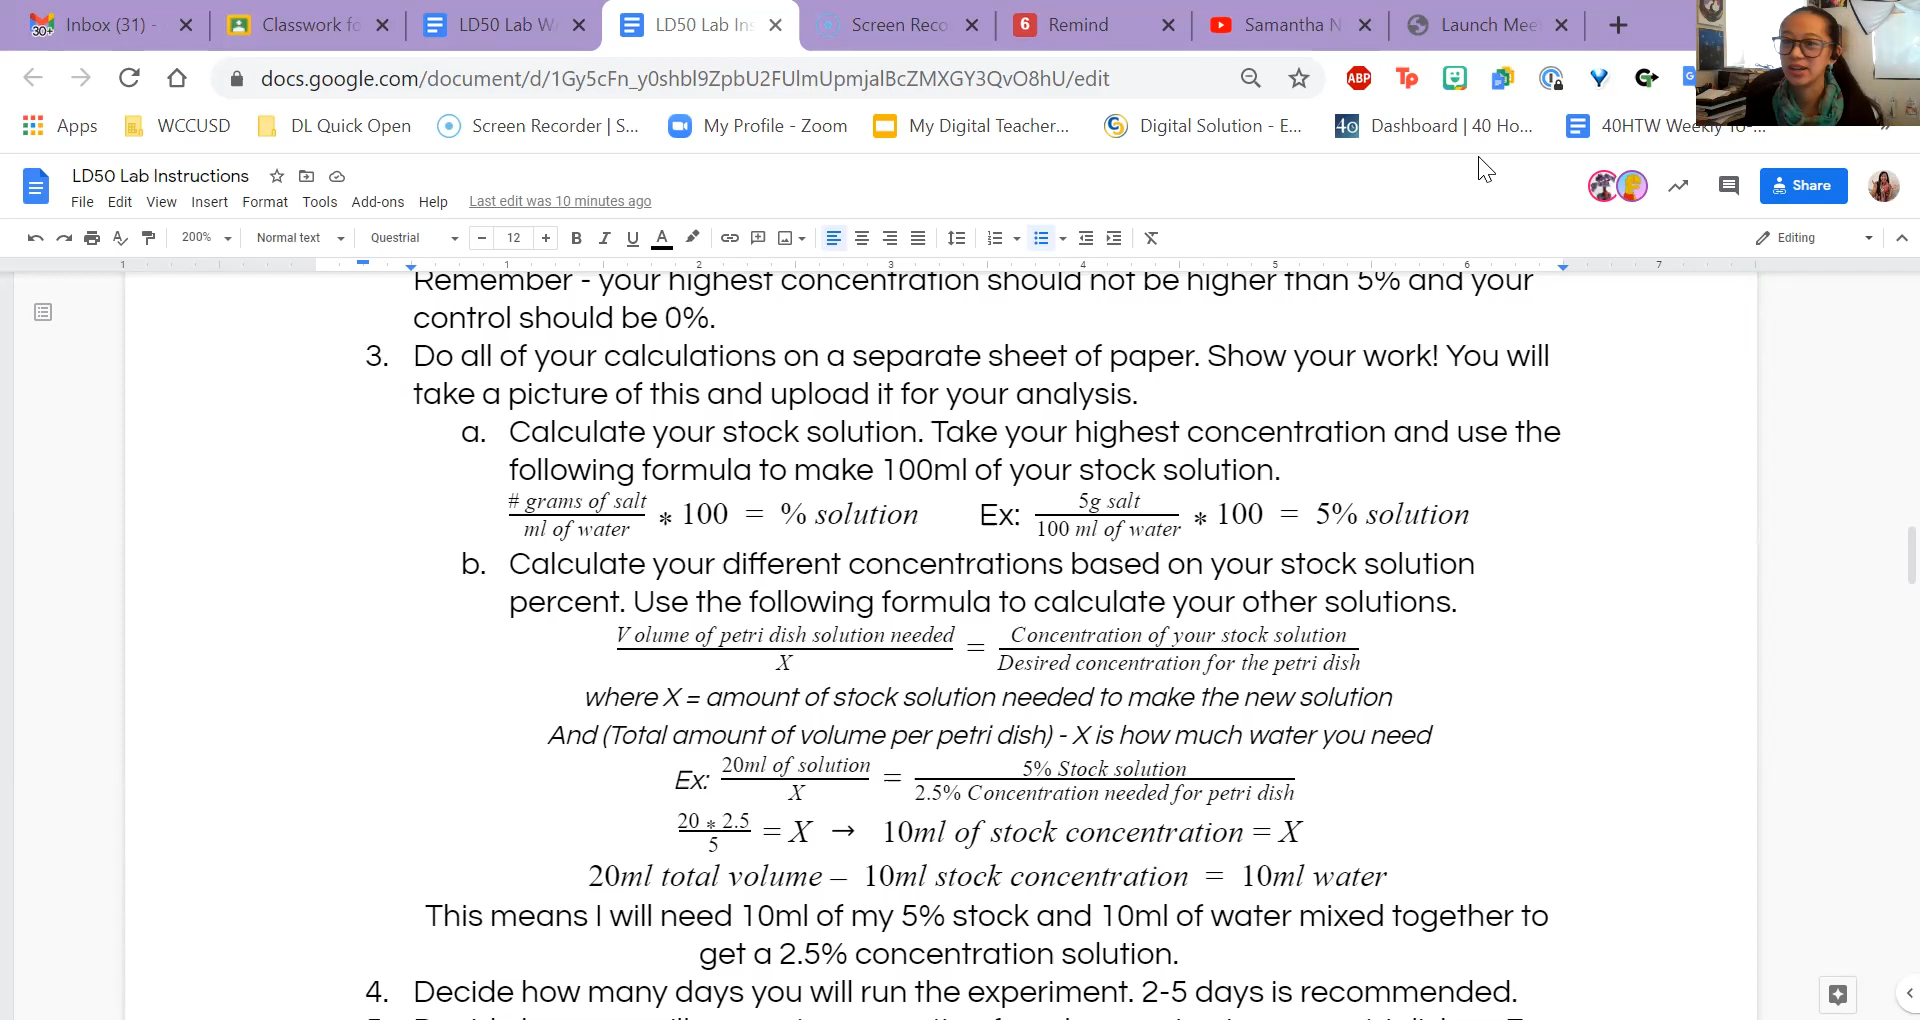 Inbox (31) -
Classwork fo
LD50 Lab W
LD50 Lab Ins
Screen Reco
6 Remind
Samantha N
Launch Mee
docs.google.com/document/d/1Gy5cFn_y0shbl9ZpbU2FUlmUpmjalBcZMXGY3QvO8hU/edit
ABP
Apps
WCCUSD
DL Quick Open
Screen Recorder | S...
My Profile - Zoom
My Digital Teacher...
Digital Solution - E...
40 Dashboard | 40 Ho...
40HTW Weekly To-...
LD50 Lab Instructions
Share
File Edit View Insert Format Tools Add-ons Help Last edit was 10 minutes ago
200% Normal text Questrial - 12 + B I U A Editing
1 1 2 3 4 5 6 7
Remember - your highest concentration should not be higher than 5% and your
control should be 0%.
3. Do all of your calculations on a separate sheet of paper. Show your work! You will
take a picture of this and upload it for your analysis.
a. Calculate your stock solution. Take your highest concentration and use the
following formula to make 100ml of your stock solution.
# grams of salt / ml of water * 100 = % solution Ex: 5g salt / 100 ml of water * 100 = 5% solution
b. Calculate your different concentrations based on your stock solution
percent. Use the following formula to calculate your other solutions.
Volume of petri dish solution needed / X = Concentration of your stock solution / Desired concentration for the petri dish
where X = amount of stock solution needed to make the new solution
And (Total amount of volume per petri dish) - X is how much water you need
Ex: 20ml of solution / X = 5% Stock solution / 2.5% Concentration needed for petri dish
20 * 2.5 / 5 = X → 10ml of stock concentration = X
20ml total volume – 10ml stock concentration = 10ml water
This means I will need 10ml of my 5% stock and 10ml of water mixed together to
get a 2.5% concentration solution.
4. Decide how many days you will run the experiment. 2-5 days is recommended.